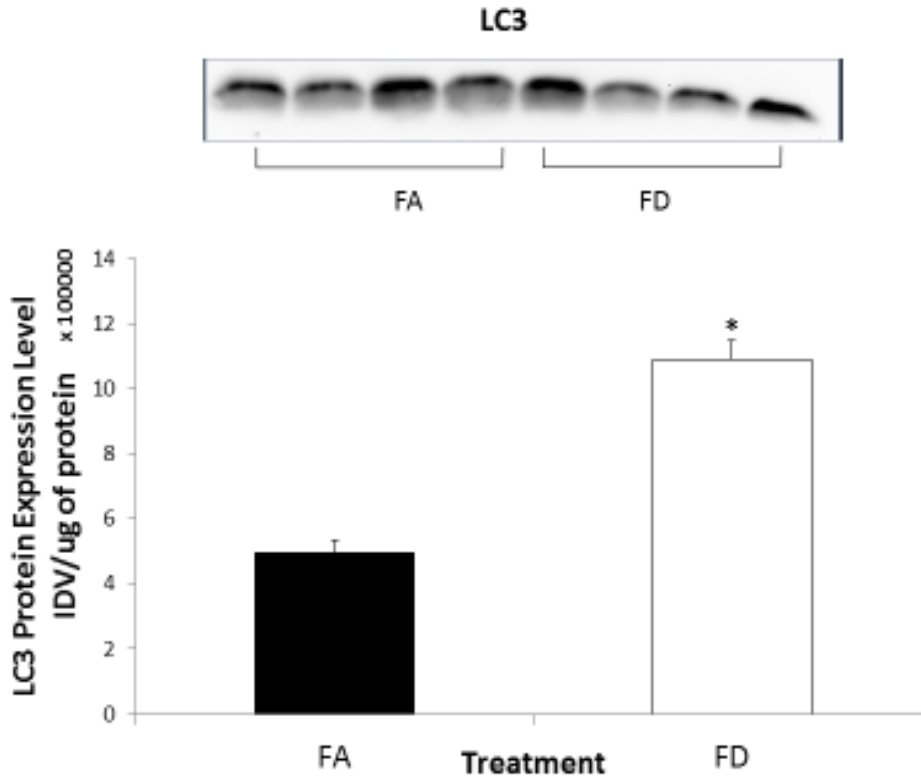 LC3
FA FD
x 100000
LC3 Protein Expression Level
IDV/ug of protein
14
12
10
8
6
4
2
0
*
FA Treatment FD